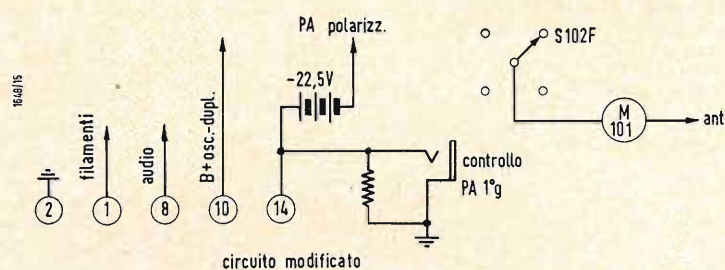 PA polarizz.
S102F
-22,5V
1648/15
filamenti
audio
B+osc.-dupl.
M
101
ant
controllo
PA 1°g
2
1
8
10
14
circuito modificato